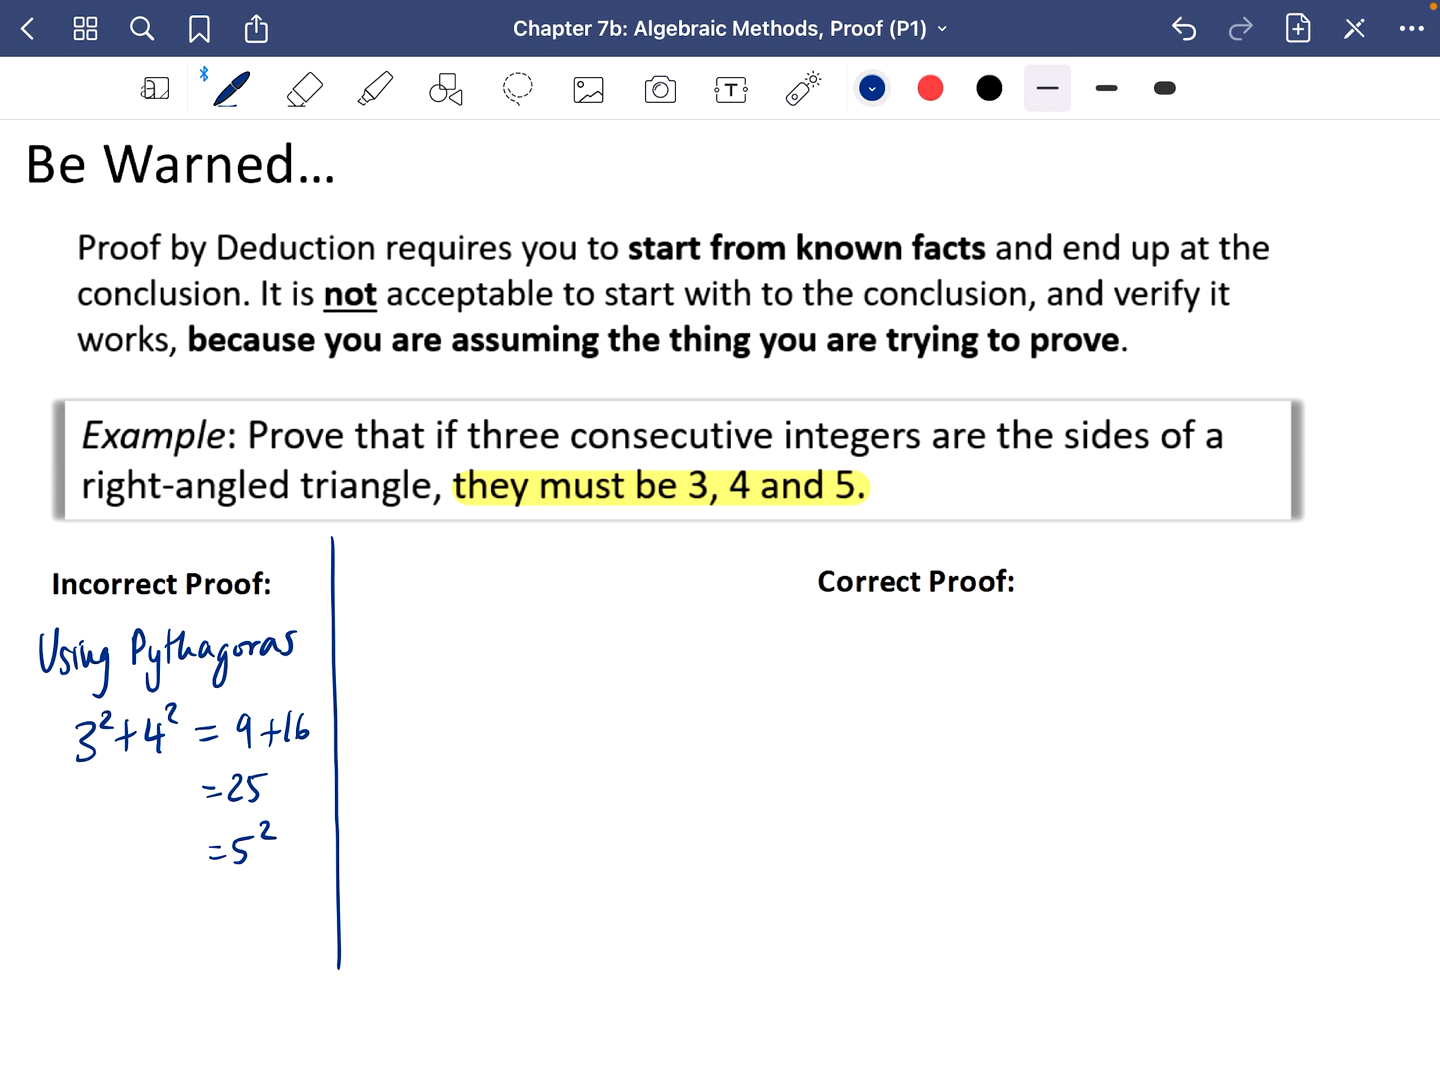 Chapter 7b: Algebraic Methods, Proof (P1)
Be Warned...
Proof by Deduction requires you to start from known facts and end up at the
conclusion. It is not acceptable to start with to the conclusion, and verify it
works, because you are assuming the thing you are trying to prove.
Example: Prove that if three consecutive integers are the sides of a
right-angled triangle, they must be 3, 4 and 5.
Incorrect Proof:
Using Pythagoras
3² + 4² = 9 + 16
= 25
= 5²
Correct Proof: